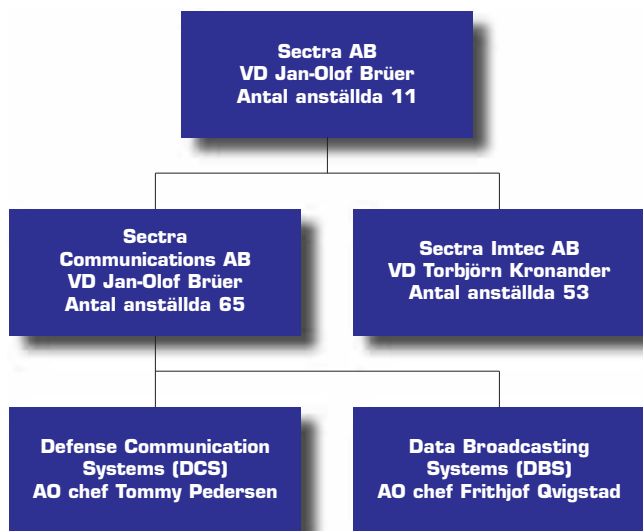 Sectra AB
VD Jan-Olof Brüer
Antal anställda 11
Sectra
Communications AB
VD Jan-Olof Brüer
Antal anställda 65
Sectra Imtec AB
VD Torbjörn Kronander
Antal anställda 53
Defense Communication
Systems (DCS)
AO chef Tommy Pedersen
Data Broadcasting
Systems (DBS)
AO chef Frithjof Qvigstad